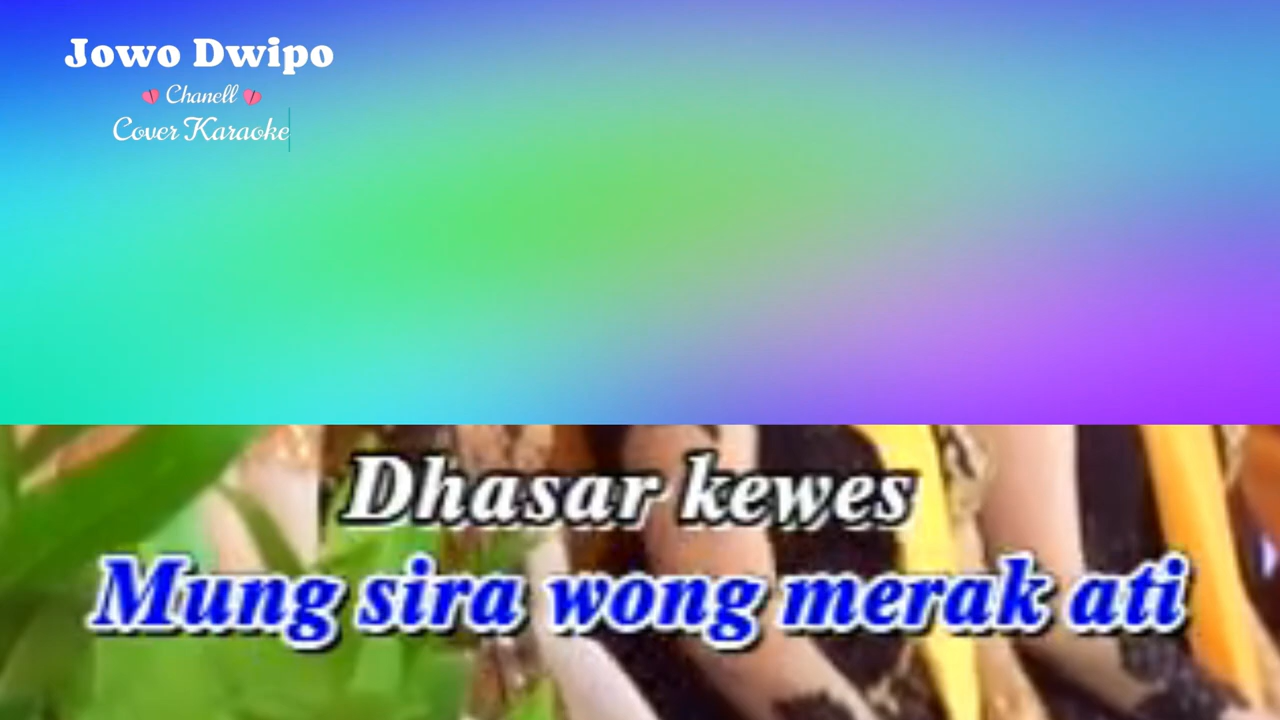 Jowo Dwipo
Chanell
Cover Karaoke
Dhasar kewes
Mung sira wong merak ati